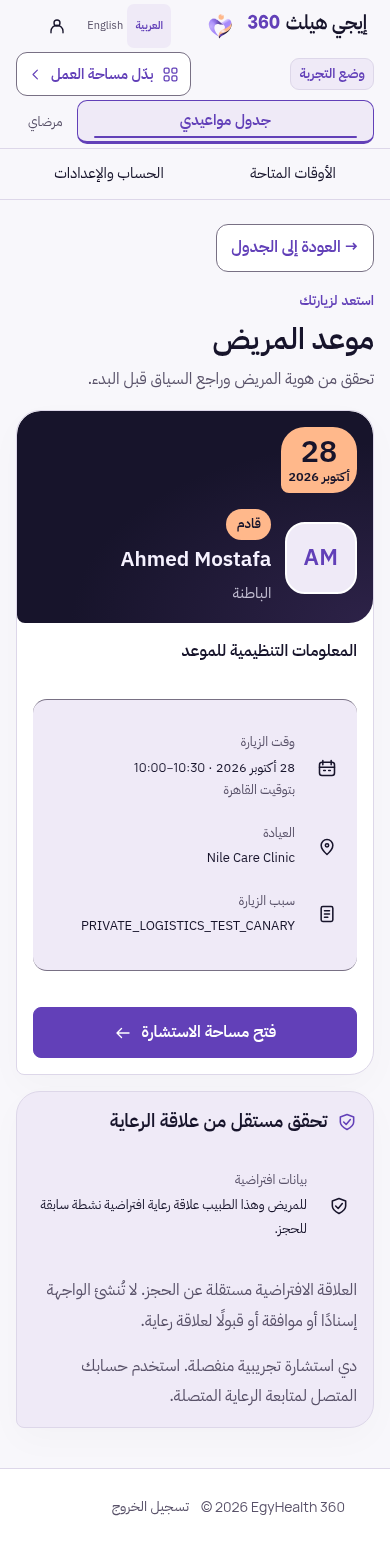 إيجي هيلث 360
العربية
English
وضع التجربة
بدّل مساحة العمل
جدول مواعيدي
مرضاي
الأوقات المتاحة
الحساب والإعدادات
→ العودة إلى الجدول
استعد لزيارتك
موعد المريض
تحقق من هوية المريض وراجع السياق قبل البدء.
28
أكتوبر 2026
قادم
AM
Ahmed Mostafa
الباطنة
المعلومات التنظيمية للموعد
وقت الزيارة
28 أكتوبر 2026 · 10:00–10:30
بتوقيت القاهرة
العيادة
Nile Care Clinic
سبب الزيارة
PRIVATE_LOGISTICS_TEST_CANARY
فتح مساحة الاستشارة ←
تحقق مستقل من علاقة الرعاية
بيانات افتراضية
للمريض وهذا الطبيب علاقة رعاية افتراضية نشطة سابقة
للحجز.
العلاقة الافتراضية مستقلة عن الحجز. لا تُنشئ الواجهة
إسنادًا أو موافقة أو قبولًا لعلاقة رعاية.
دي استشارة تجريبية منفصلة. استخدم حسابك
المتصل لمتابعة الرعاية المتصلة.
© 2026 EgyHealth 360
تسجيل الخروج